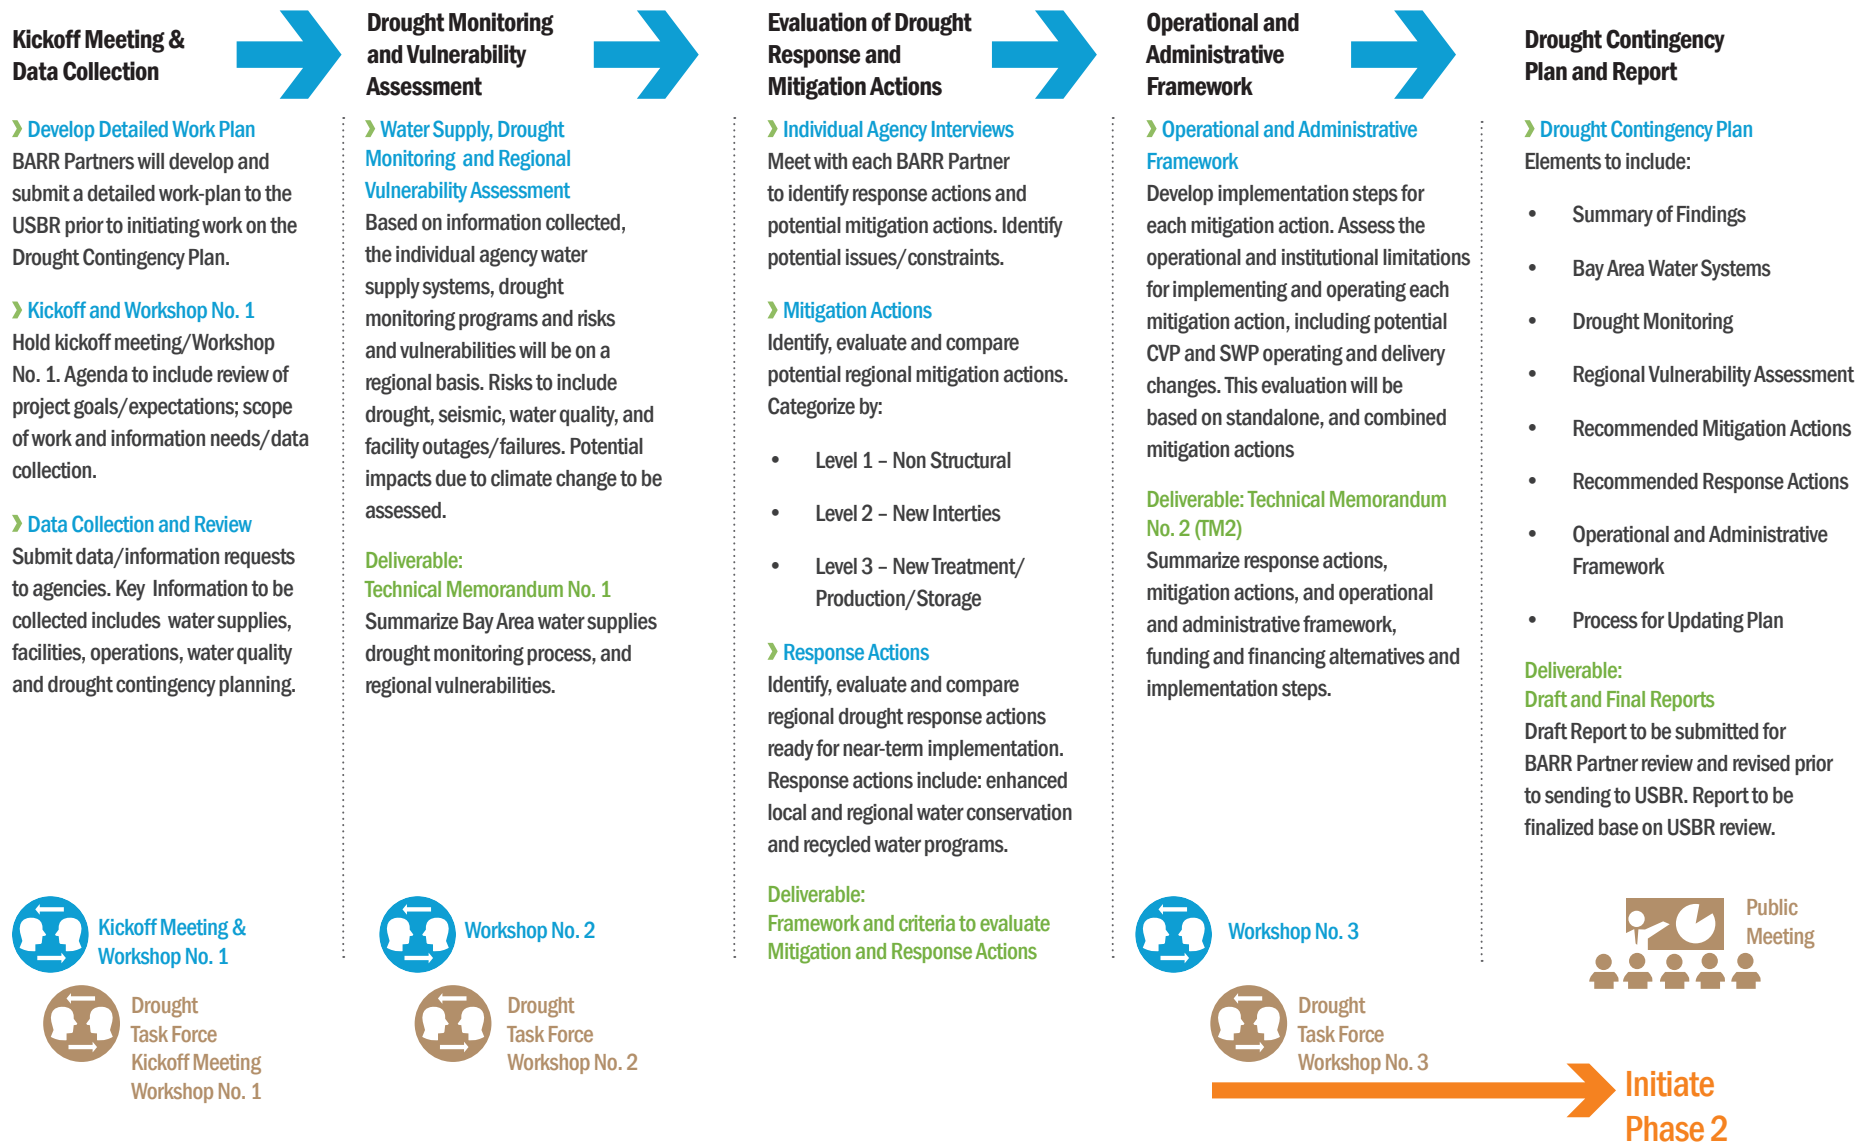 Kickoff Meeting &
Data Collection
❱ Develop Detailed Work Plan
BARR Partners will develop and
submit a detailed work-plan to the
USBR prior to initiating work on the
Drought Contingency Plan.
❱ Kickoff and Workshop No. 1
Hold kickoff meeting/Workshop
No. 1. Agenda to include review of
project goals/expectations; scope
of work and information needs/data
collection.
❱ Data Collection and Review
Submit data/information requests
to agencies. Key Information to be
collected includes water supplies,
facilities, operations, water quality
and drought contingency planning.
Kickoff Meeting &
Workshop No. 1
Drought
Task Force
Kickoff Meeting
Workshop No. 1
Drought Monitoring
and Vulnerability
Assessment
❱ Water Supply, Drought
Monitoring and Regional
Vulnerability Assessment
Based on information collected,
the individual agency water
supply systems, drought
monitoring programs and risks
and vulnerabilities will be on a
regional basis. Risks to include
drought, seismic, water quality, and
facility outages/failures. Potential
impacts due to climate change to be
assessed.
Deliverable:
Technical Memorandum No. 1
Summarize Bay Area water supplies
drought monitoring process, and
regional vulnerabilities.
Workshop No. 2
Drought
Task Force
Workshop No. 2
Evaluation of Drought
Response and
Mitigation Actions
❱ Individual Agency Interviews
Meet with each BARR Partner
to identify response actions and
potential mitigation actions. Identify
potential issues/constraints.
❱ Mitigation Actions
Identify, evaluate and compare
potential regional mitigation actions.
Categorize by:
• Level 1 – Non Structural
• Level 2 – New Interties
• Level 3 – New Treatment/
Production/Storage
❱ Response Actions
Identify, evaluate and compare
regional drought response actions
ready for near-term implementation.
Response actions include: enhanced
local and regional water conservation
and recycled water programs.
Deliverable:
Framework and criteria to evaluate
Mitigation and Response Actions
Operational and
Administrative
Framework
❱ Operational and Administrative
Framework
Develop implementation steps for
each mitigation action. Assess the
operational and institutional limitations
for implementing and operating each
mitigation action, including potential
CVP and SWP operating and delivery
changes. This evaluation will be
based on standalone, and combined
mitigation actions
Deliverable: Technical Memorandum
No. 2 (TM2)
Summarize response actions,
mitigation actions, and operational
and administrative framework,
funding and financing alternatives and
implementation steps.
Workshop No. 3
Drought
Task Force
Workshop No. 3
Drought Contingency
Plan and Report
❱ Drought Contingency Plan
Elements to include:
• Summary of Findings
• Bay Area Water Systems
• Drought Monitoring
• Regional Vulnerability Assessment
• Recommended Mitigation Actions
• Recommended Response Actions
• Operational and Administrative
Framework
• Process for Updating Plan
Deliverable:
Draft and Final Reports
Draft Report to be submitted for
BARR Partner review and revised prior
to sending to USBR. Report to be
finalized base on USBR review.
Public
Meeting
Initiate
Phase 2